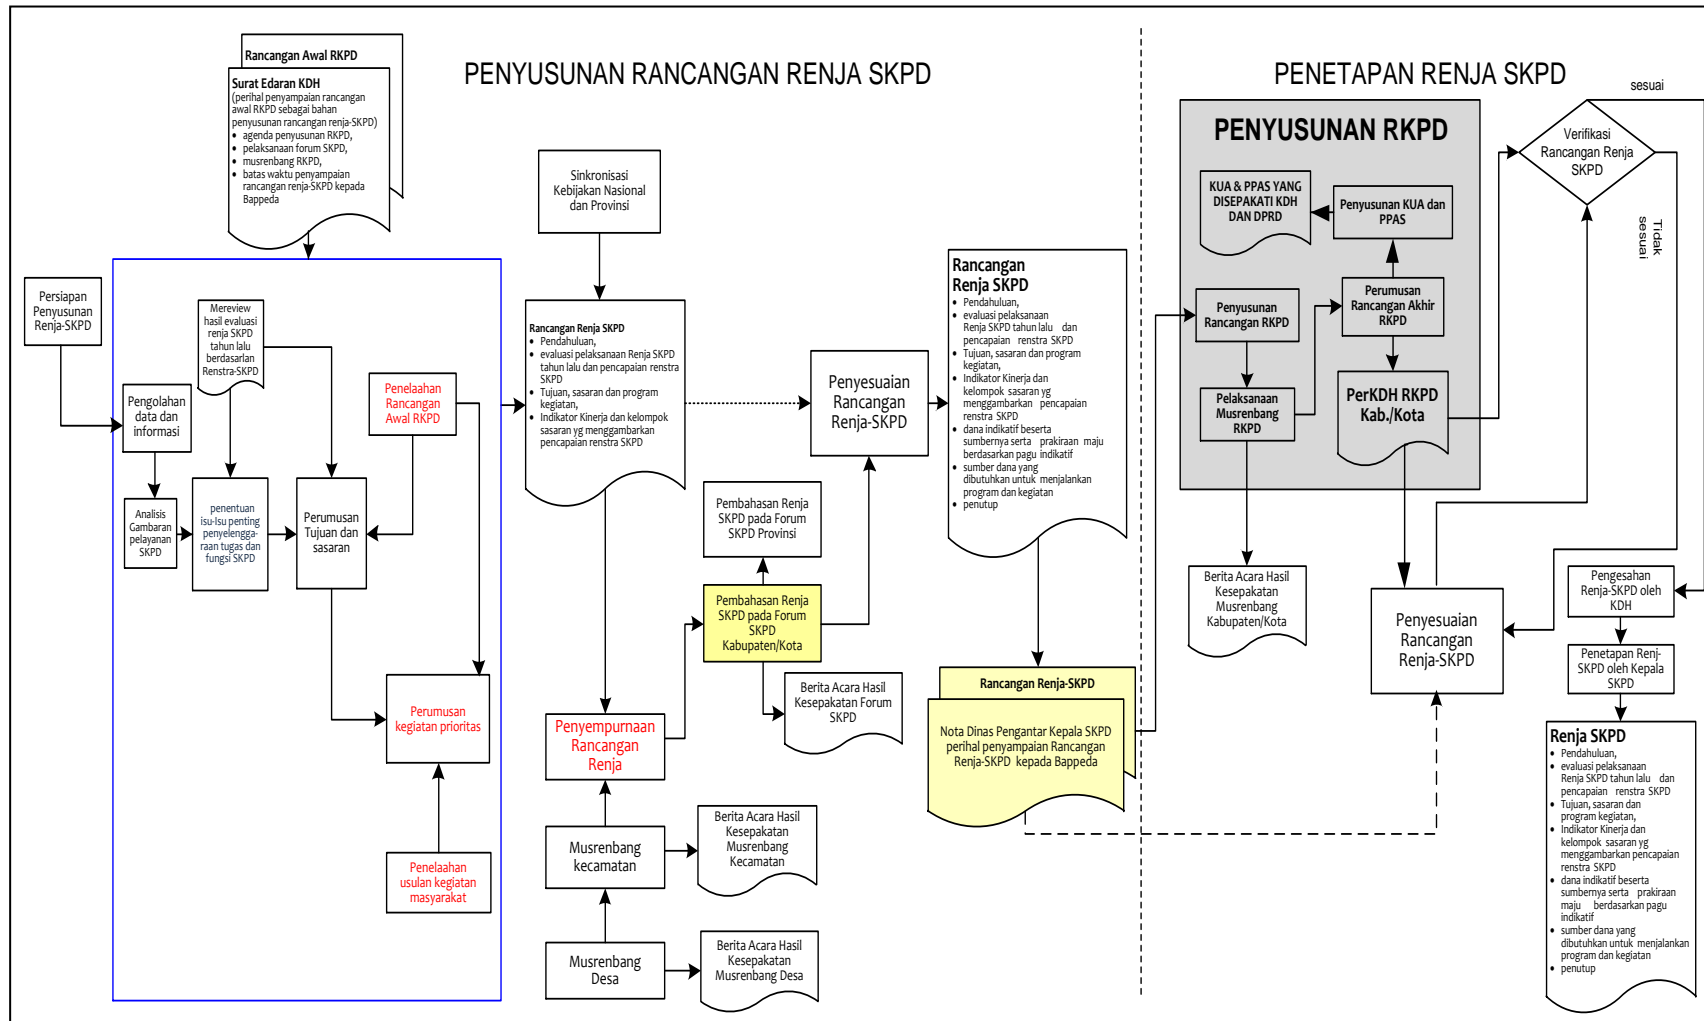 PENYUSUNAN RANCANGAN RENJA SKPD
PENETAPAN RENJA SKPD
Rancangan Awal RKPD
Surat Edaran KDH
(perihal penyampaian rancangan
awal RKPD sebagai bahan
penyusunan rancangan renja-SKPD)
• agenda penyusunan RKPD,
• pelaksanaan forum SKPD,
• musrenbang RKPD,
• batas waktu penyampaian
rancangan renja-SKPD kepada
Bappeda
Persiapan
Penyusunan
Renja-SKPD
Mereview
hasil evaluasi
renja SKPD
tahun lalu
berdasarlan
Renstra-SKPD
Pengolahan
data dan
informasi
Penelaahan
Rancangan
Awal RKPD
Analisis
Gambaran
pelayanan
SKPD
penentuan
isu-Isu penting
penyelengga-
raan tugas dan
fungsi SKPD
Perumusan
Tujuan dan
sasaran
Perumusan
kegiatan prioritas
Penelaahan
usulan kegiatan
masyarakat
Sinkronisasi
Kebijakan Nasional
dan Provinsi
Rancangan Renja SKPD
• Pendahuluan,
• evaluasi pelaksanaan Renja SKPD
tahun lalu dan pencapaian renstra
SKPD
• Tujuan, sasaran dan program
kegiatan,
• Indikator Kinerja dan kelompok
sasaran yg menggambarkan
pencapaian renstra SKPD
Penyempurnaan
Rancangan
Renja
Musrenbang
kecamatan
Musrenbang
Desa
Berita Acara Hasil
Kesepakatan
Musrenbang
Kecamatan
Berita Acara Hasil
Kesepakatan
Musrenbang Desa
Pembahasan Renja
SKPD pada Forum
SKPD Provinsi
Pembahasan Renja
SKPD pada Forum
SKPD
Kabupaten/Kota
Berita Acara Hasil
Kesepakatan Forum
SKPD
Penyesuaian
Rancangan
Renja-SKPD
Rancangan
Renja SKPD
• Pendahuluan,
• evaluasi pelaksanaan
Renja SKPD tahun lalu dan
pencapaian renstra SKPD
• Tujuan, sasaran dan program
kegiatan,
• Indikator Kinerja dan
kelompok sasaran yg
menggambarkan pencapaian
renstra SKPD
• dana indikatif beserta
sumbernya serta prakiraan maju
berdasarkan pagu indikatif
• sumber dana yang
dibutuhkan untuk menjalankan
program dan kegiatan
• penutup
Rancangan Renja-SKPD
Nota Dinas Pengantar Kepala SKPD
perihal penyampaian Rancangan
Renja-SKPD kepada Bappeda
PENYUSUNAN RKPD
KUA & PPAS YANG
DISEPAKATI KDH
DAN DPRD
Penyusunan KUA dan
PPAS
Penyusunan
Rancangan RKPD
Perumusan
Rancangan Akhir
RKPD
Pelaksanaan
Musrenbang
RKPD
PerKDH RKPD
Kab./Kota
Berita Acara Hasil
Kesepakatan
Musrenbang
Kabupaten/Kota
Penyesuaian
Rancangan
Renja-SKPD
Verifikasi
Rancangan Renja
SKPD
sesuai
Tidak
sesuai
Pengesahan
Renja-SKPD oleh
KDH
Penetapan Renj-
SKPD oleh Kepala
SKPD
Renja SKPD
• Pendahuluan,
• evaluasi pelaksanaan
Renja SKPD tahun lalu dan
pencapaian renstra SKPD
• Tujuan, sasaran dan
program kegiatan,
• Indikator Kinerja dan
kelompok sasaran yg
menggambarkan pencapaian
renstra SKPD
• dana indikatif beserta
sumbernya serta prakiraan
maju berdasarkan pagu
indikatif
• sumber dana yang
dibutuhkan untuk menjalankan
program dan kegiatan
• penutup